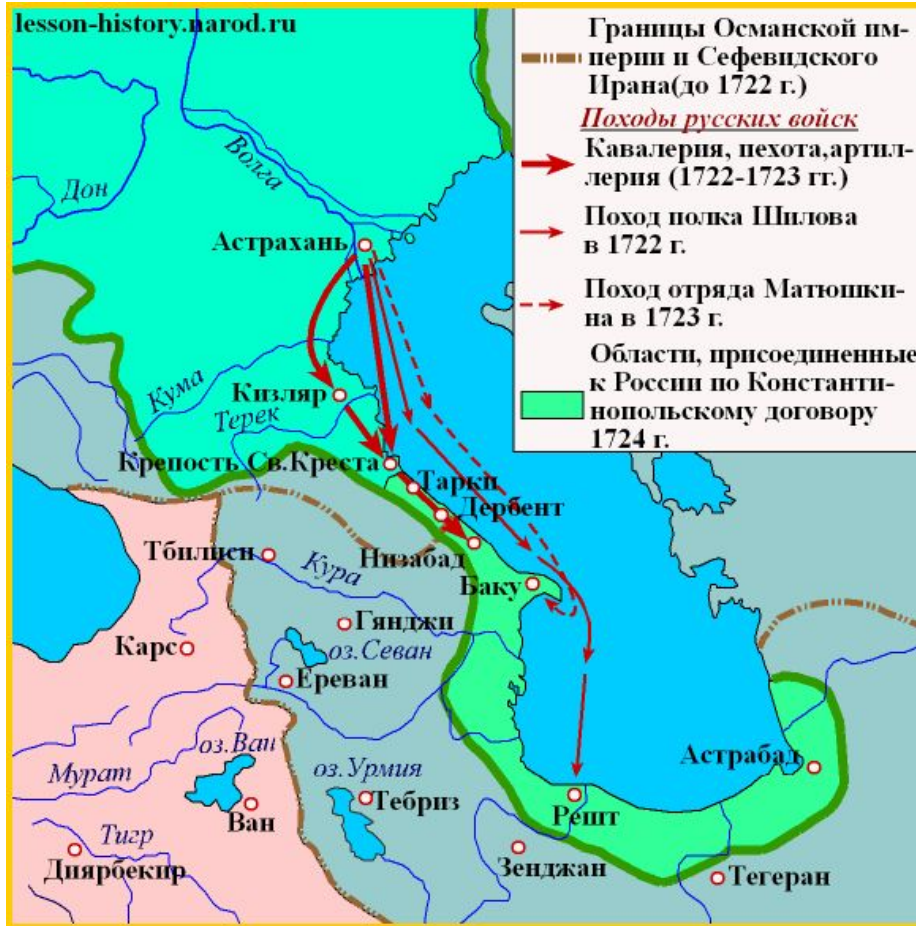 lesson-history.narod.ru
Границы Османской им-
перии и Сефевидского
Ирана(до 1722 г.)
Походы русских войск
Кавалерия, пехота,артил-
лерия (1722-1723 гг.)
Поход полка Шилова
в 1722 г.
Поход отряда Матюшки-
на в 1723 г.
Области, присоединенные
к России по Константи-
нопольскому договору
1724 г.
Волга
Дон
Астрахань
Кума
Кизляр
Терек
Крепость Св.Креста
Тарки
Дербент
Низабад
Тбилиси
Кура
Баку
Гянджи
Карс
оз.Севан
Ереван
оз.Ван
Мурат
оз.Урмия
Астрабад
Ван
Тебриз
Решт
Тигр
Диярбекир
Зенджан
Тегеран